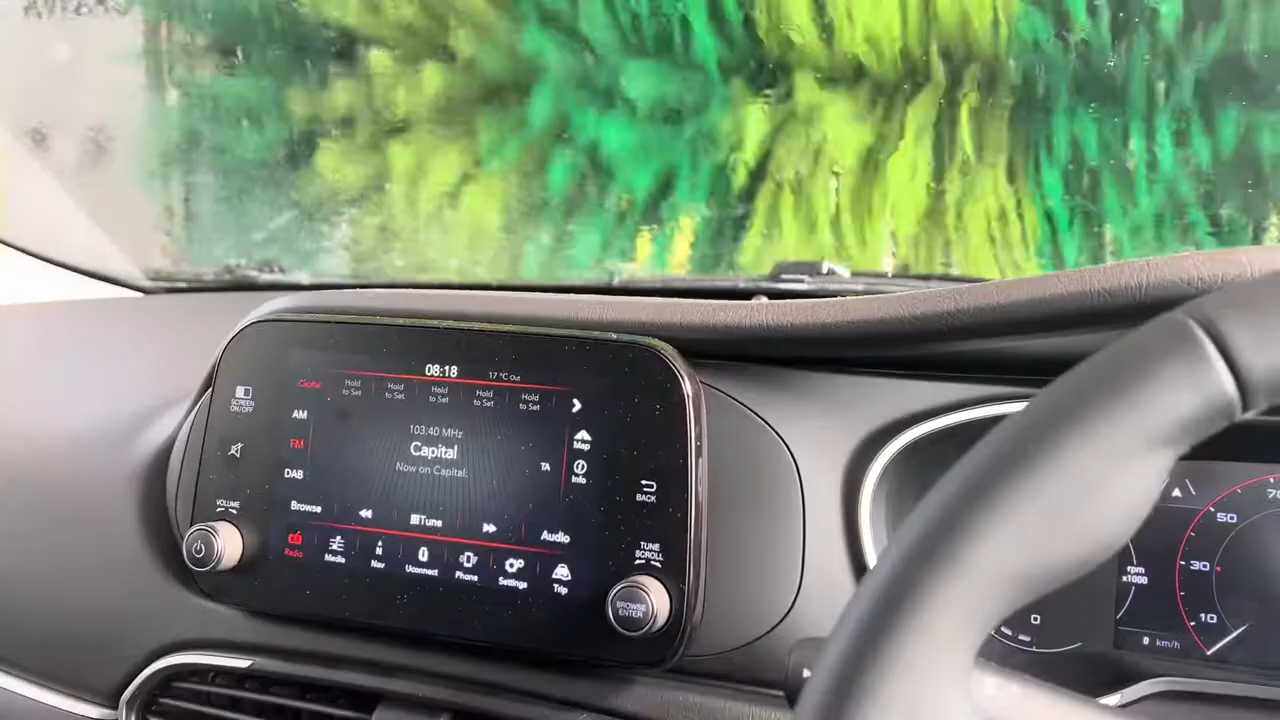 08:18
17 °C Out
Capital
Hold to Set
Hold to Set
Hold to Set
Hold to Set
Hold to Set
SCREEN ON/OFF
AM
FM
DAB
103:40 MHz
Capital
Now on Capital:
TA
Map
Info
BACK
VOLUME
Browse
Tune
Audio
Radio
Media
N
Nav
Uconnect
Phone
Settings
Trip
TUNE SCROLL
BROWSE ENTER
rpm x1000
0
0 km/h
10
30
50
70